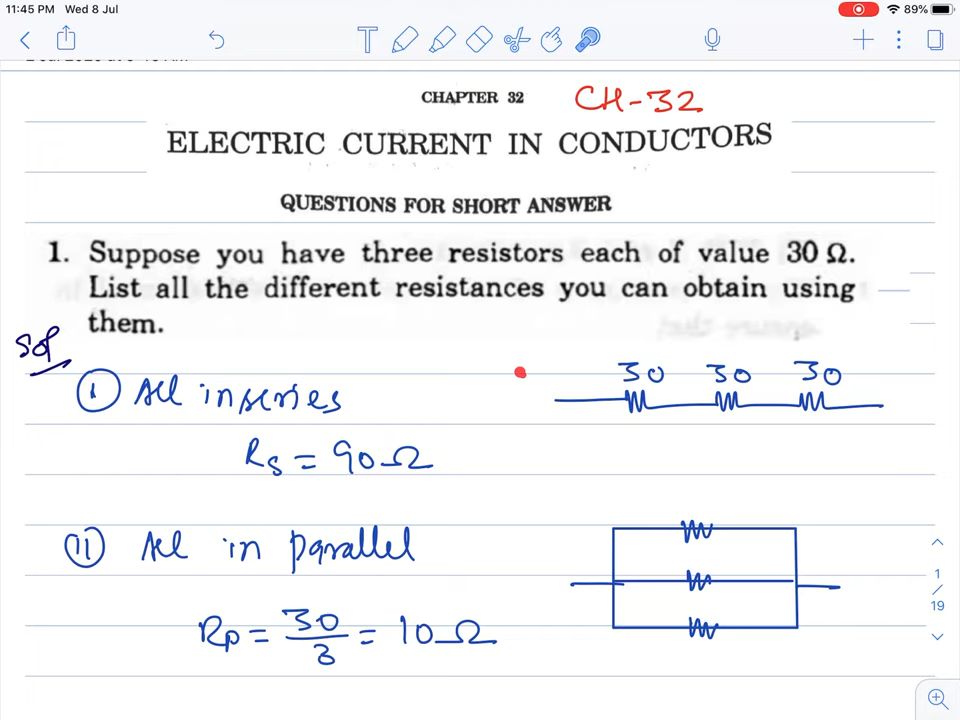 11:45 PM Wed 8 Jul
89%
CHAPTER 32 CH-32
ELECTRIC CURRENT IN CONDUCTORS
QUESTIONS FOR SHORT ANSWER
1. Suppose you have three resistors each of value 30 Ω.
List all the different resistances you can obtain using
them.
Sol
(i) All in series
30 30 30
Rs = 90 Ω
(ii) All in parallel
Rp = 30/3 = 10 Ω
1
/
19